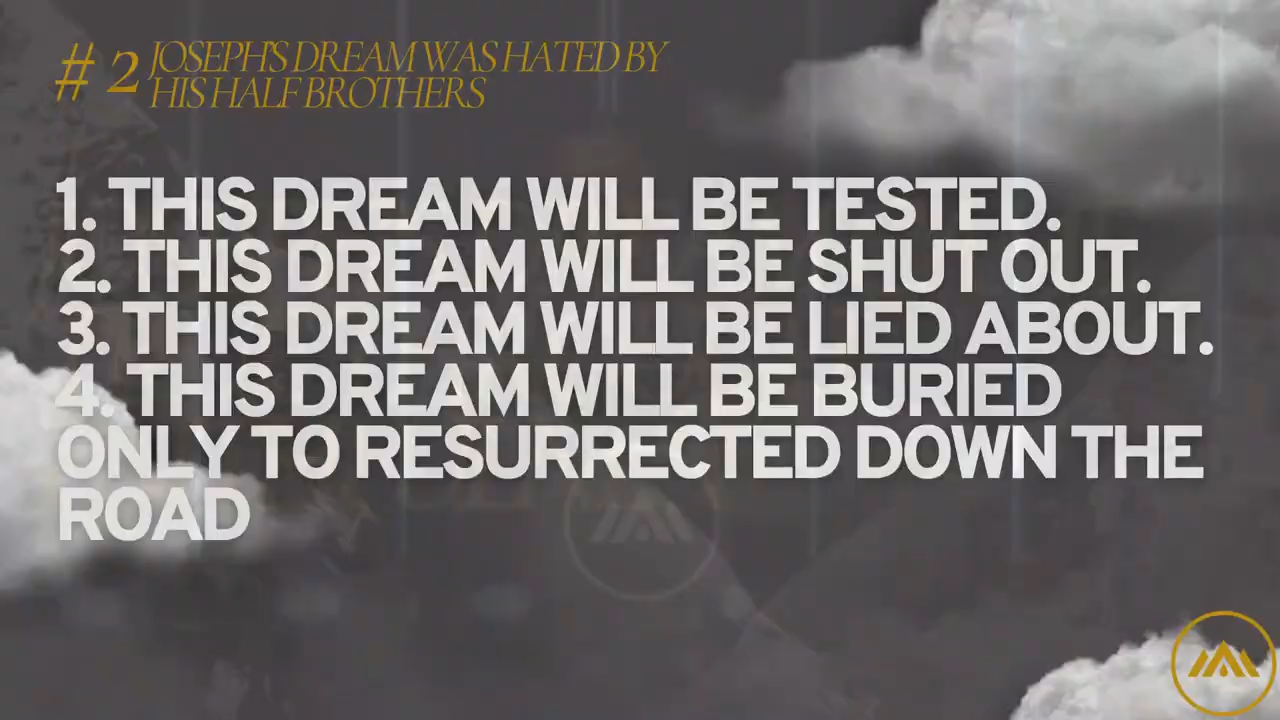 # 2 JOSEPH'S DREAM WAS HATED BY
HIS HALF BROTHERS
1. THIS DREAM WILL BE TESTED.
2. THIS DREAM WILL BE SHUT OUT.
3. THIS DREAM WILL BE LIED ABOUT.
4. THIS DREAM WILL BE BURIED
ONLY TO RESURRECTED DOWN THE
ROAD